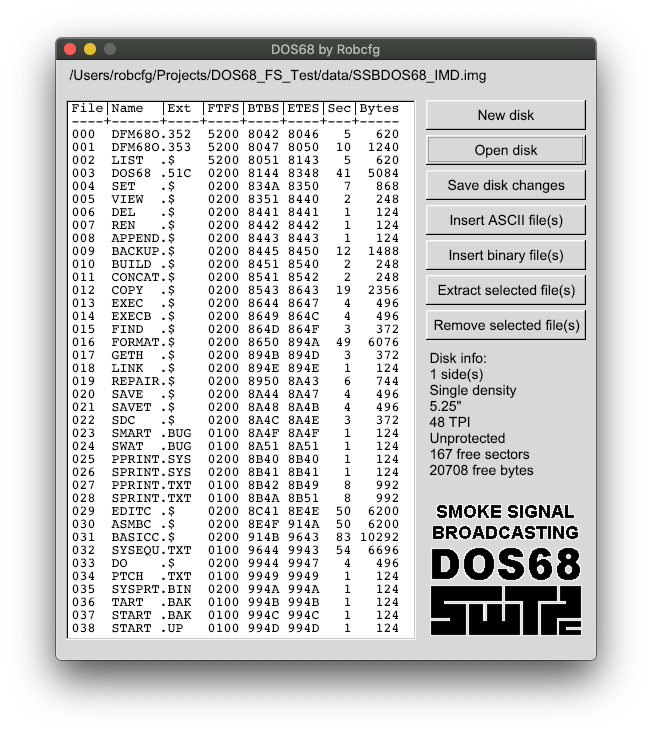 DOS68 by Robcfg
/Users/robcfg/Projects/DOS68_FS_Test/data/SSBDOS68_IMD.img
File|Name  |Ext |FTFS|BTBS|ETES|Sec|Bytes
----+------+----+----+----+----+---+-----
000 DFM68O.352 5200 8042 8046 5 620
001 DFM68O.353 5200 8047 8050 10 1240
002 LIST .$ 5200 8051 8143 5 620
003 DOS68 .51C 0200 8144 8348 41 5084
004 SET .$ 0200 834A 8350 7 868
005 VIEW .$ 0200 8351 8440 2 248
006 DEL .$ 0200 8441 8441 1 124
007 REN .$ 0200 8442 8442 1 124
008 APPEND.$ 0200 8443 8443 1 124
009 BACKUP.$ 0200 8445 8450 12 1488
010 BUILD .$ 0200 8451 8540 2 248
011 CONCAT.$ 0200 8541 8542 2 248
012 COPY .$ 0200 8543 8643 19 2356
013 EXEC .$ 0200 8644 8647 4 496
014 EXECB .$ 0200 8649 864C 4 496
015 FIND .$ 0200 864D 864F 3 372
016 FORMAT.$ 0200 8650 894A 49 6076
017 GETH .$ 0200 894B 894D 3 372
018 LINK .$ 0200 894E 894E 1 124
019 REPAIR.$ 0200 8950 8A43 6 744
020 SAVE .$ 0200 8A44 8A47 4 496
021 SAVET .$ 0200 8A48 8A4B 4 496
022 SDC .$ 0200 8A4C 8A4E 3 372
023 SMART .BUG 0100 8A4F 8A4F 1 124
024 SWAT .BUG 0100 8A51 8A51 1 124
025 PPRINT.SYS 0200 8B40 8B40 1 124
026 SPRINT.SYS 0200 8B41 8B41 1 124
027 PPRINT.TXT 0100 8B42 8B49 8 992
028 SPRINT.TXT 0100 8B4A 8B51 8 992
029 EDITC .$ 0200 8C41 8E4E 50 6200
030 ASMBC .$ 0200 8E4F 914A 50 6200
031 BASICC.$ 0200 914B 9643 83 10292
032 SYSEQU.TXT 0100 9644 9943 54 6696
033 DO .$ 0200 9944 9947 4 496
034 PTCH .TXT 0100 9949 9949 1 124
035 SYSPRT.BIN 0200 994A 994A 1 124
036 TART .BAK 0100 994B 994B 1 124
037 START .BAK 0100 994C 994C 1 124
038 START .UP 0100 994D 994D 1 124
New disk
Open disk
Save disk changes
Insert ASCII file(s)
Insert binary file(s)
Extract selected file(s)
Remove selected file(s)
Disk info:
1 side(s)
Single density
5.25"
48 TPI
Unprotected
167 free sectors
20708 free bytes
SMOKE SIGNAL
BROADCASTING
DOS68
SWTPC